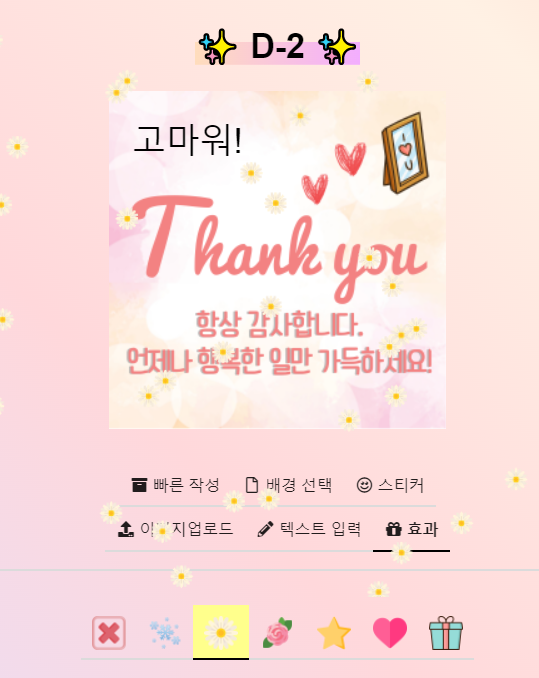 D-2
고마워!
I
U
Thank you
항상 감사합니다.
언제나 행복한 일만 가득하세요!
빠른 작성 배경 선택 스티커
이미지업로드 텍스트 입력 효과